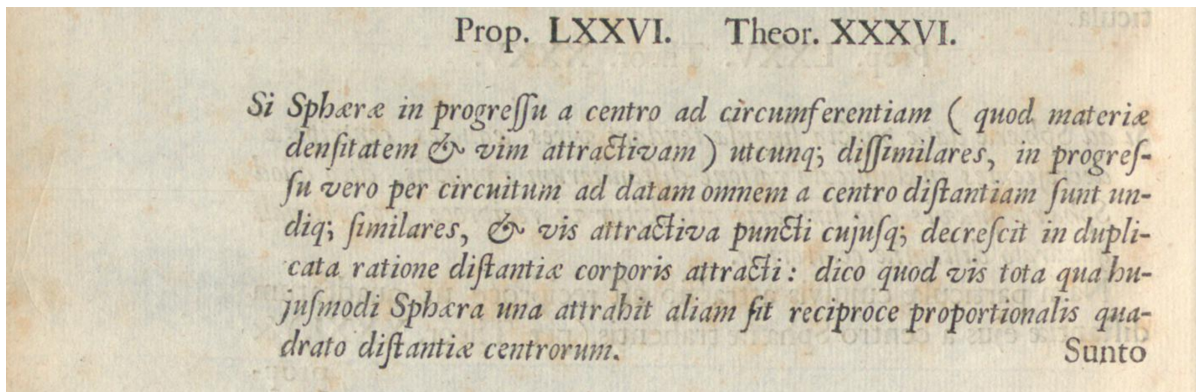 Prop. LXXVI. Theor. XXXVI.
Si Sphæræ in progreſſu a centro ad circumferentiam ( quod materiæ
denſitatem & vim attractivam ) utcunq; diſſimilares, in progreſ-
ſu vero per circuitum ad datam omnem a centro diſtantiam ſunt un-
diq; ſimilares, & vis attractiva puncti cujuſq; decreſcit in dupli-
cata ratione diſtantiæ corporis attracti : dico quod vis tota qua hu-
juſmodi Sphæra una attrahit aliam ſit reciproce proportionalis qua-
drato diſtantiæ centrorum. Sunto